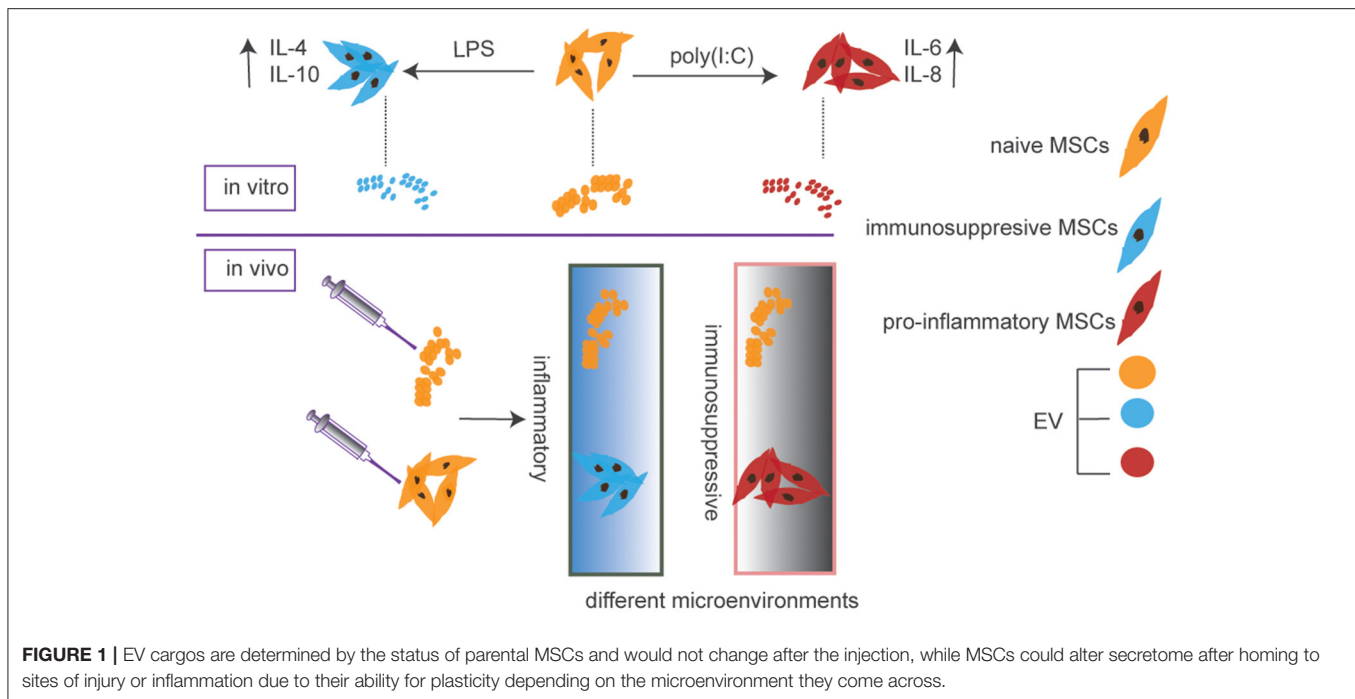 IL-4
IL-10
LPS
poly(I:C)
IL-6
IL-8
in vitro
in vivo
inflammatory
immunosuppressive
different microenvironments
naive MSCs
immunosuppresive MSCs
pro-inflammatory MSCs
EV
FIGURE 1 | EV cargos are determined by the status of parental MSCs and would not change after the injection, while MSCs could alter secretome after homing to
sites of injury or inflammation due to their ability for plasticity depending on the microenvironment they come across.